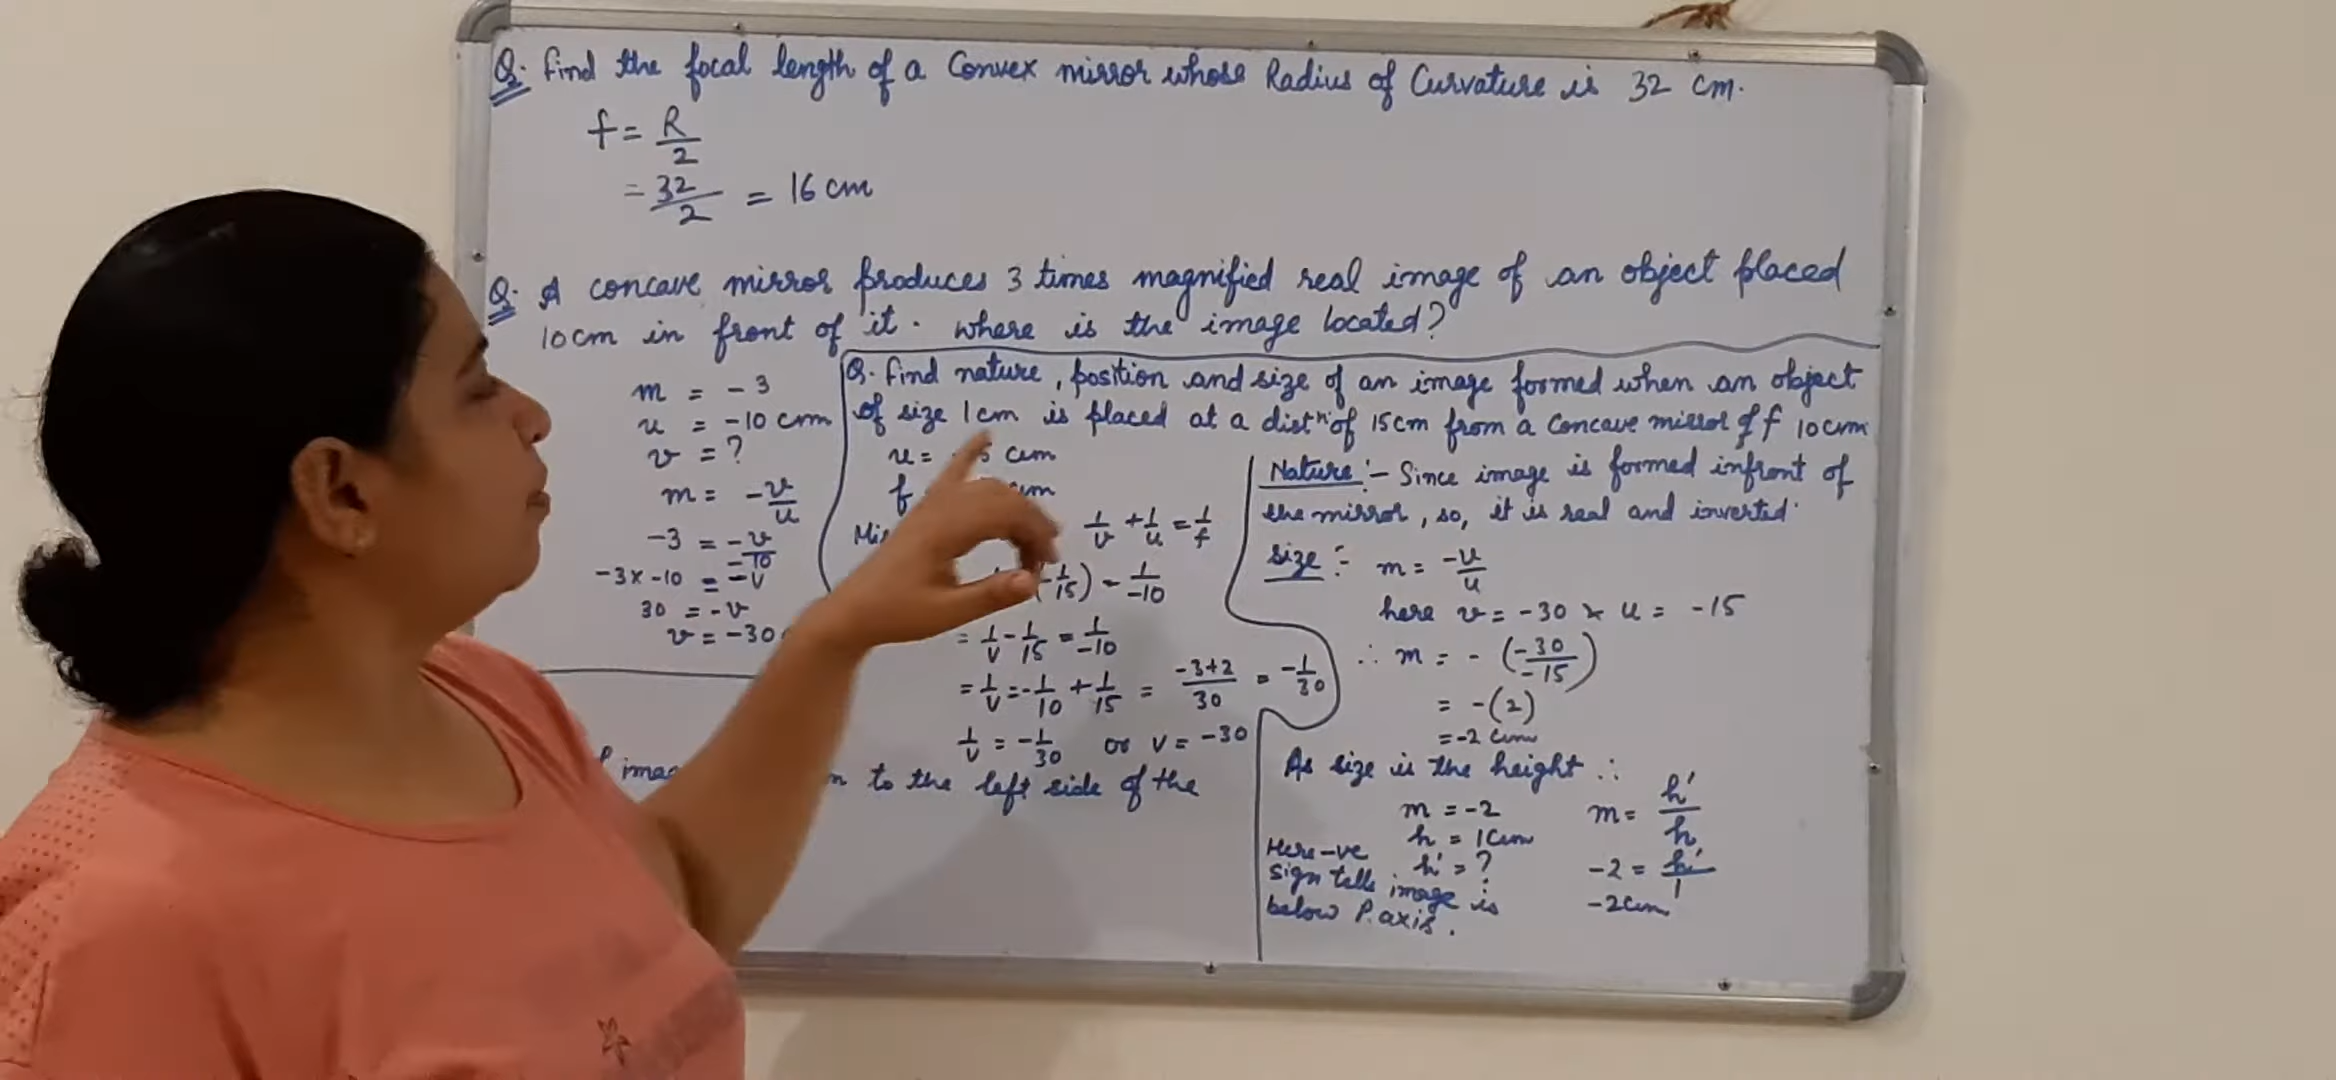 Q. Find the focal length of a Convex mirror whose Radius of Curvature is 32 cm.
f = R/2
= 32/2 = 16 cm
Q. A concave mirror produces 3 times magnified real image of an object placed
10cm in front of it. where is the image located?
m = -3
u = -10 cm
v = ?
m = -v/u
-3 = -v/-10
-3x-10 = -v
30 = -v
v = -30
Q. Find nature, position and size of an image formed when an object
of size 1cm is placed at a distⁿ of 15cm from a Concave mirror of f 10cm
u = cm
f cm
1/v + 1/u = 1/f
1/15) = 1/-10
= 1/v - 1/15 = 1/-10
= 1/v = -1/10 + 1/15 = -3+2/30 = -1/30
1/v = -1/30 or v = -30
to the left side of the
Nature:- Since image is formed infront of
the mirror, so, it is real and inverted.
size:- m = -v/u
here v = -30 & u = -15
∴ m = - (-30/-15)
= -(2)
= -2 cm
As size is the height ∴
m = -2
h = 1cm
h' = ?
m = h'/h
-2 = h'/1
-2cm
Here -ve
sign tells image is
below P. axis.